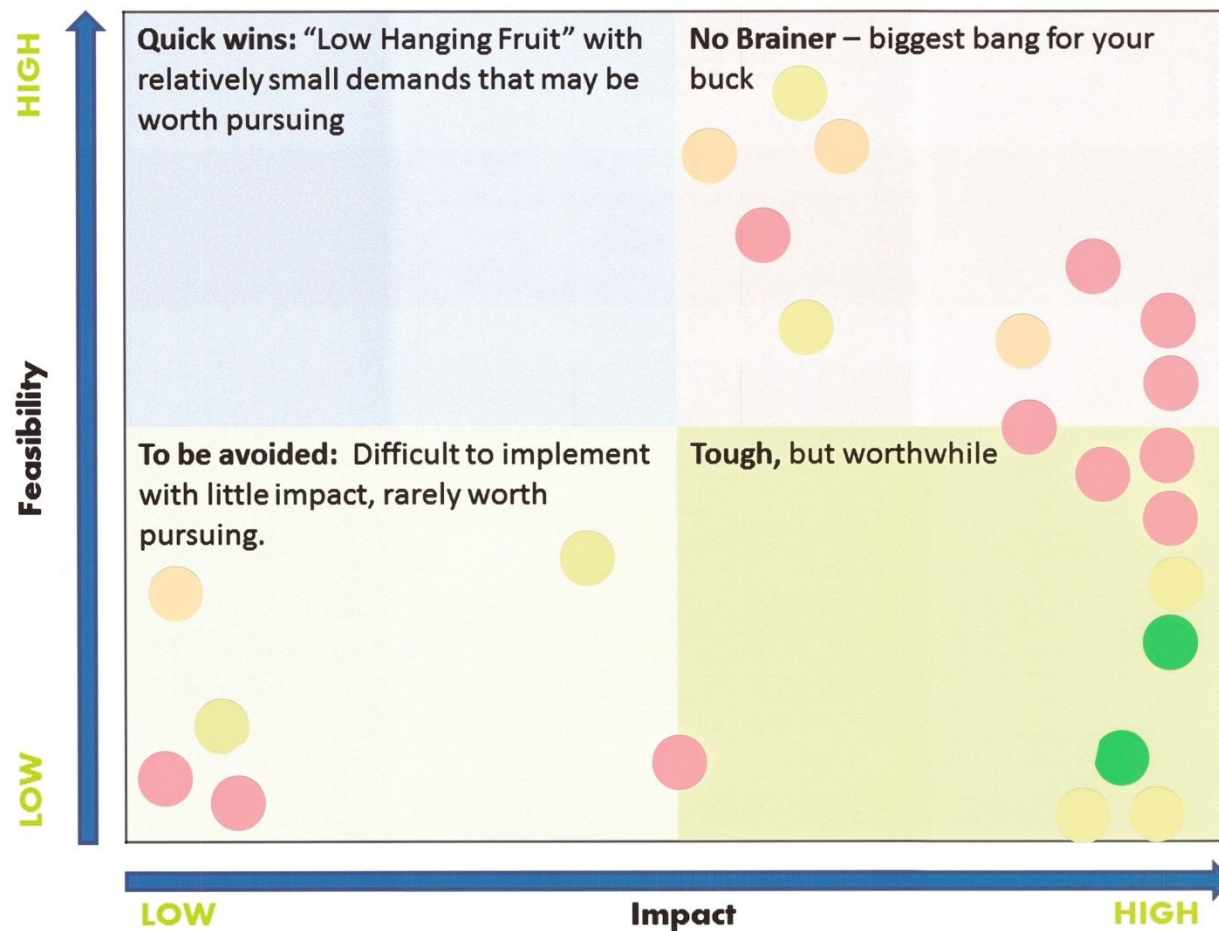 HIGH
Quick wins: “Low Hanging Fruit” with
relatively small demands that may be
worth pursuing
No Brainer – biggest bang for your
buck
Feasibility
To be avoided:  Difficult to implement
with little impact, rarely worth
pursuing.
Tough, but worthwhile
LOW
LOW
Impact
HIGH